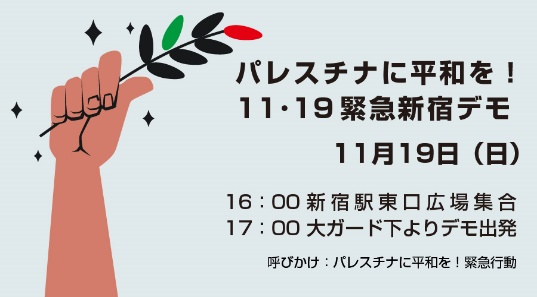 パレスチナに平和を！
11・19 緊急新宿デモ
11月19日（日）
16：00 新宿駅東口広場集合
17：00 大ガード下よりデモ出発
呼びかけ：パレスチナに平和を！緊急行動